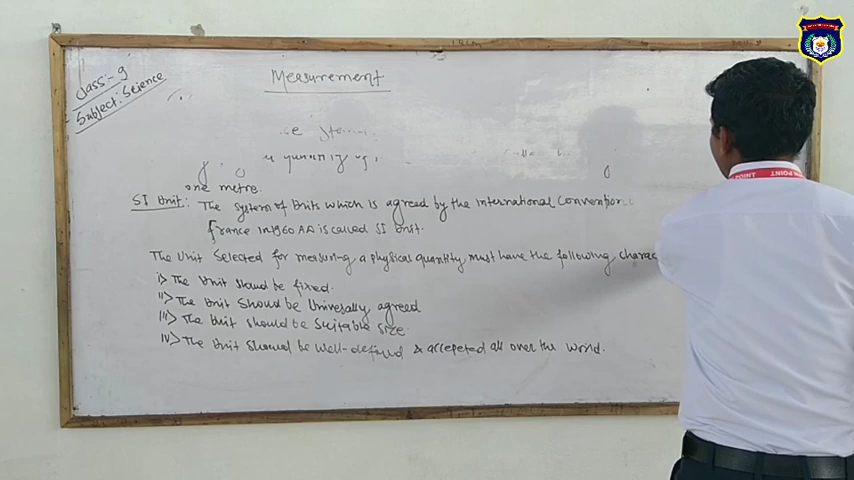 Class:- 9
Subject: Science
Measurement
one metre.
SI Unit: The system of Units which is agreed by the International Convention
france in 1960 AD is called SI Unit.
The Unit Selected for measuring a physical quantity must have the following charac
i> The Unit should be fixed.
ii> The Unit Should be Universally agreed
iii> The Unit should be Suitable Size.
iv> The Unit should be well-defined & accepeted all over the world.